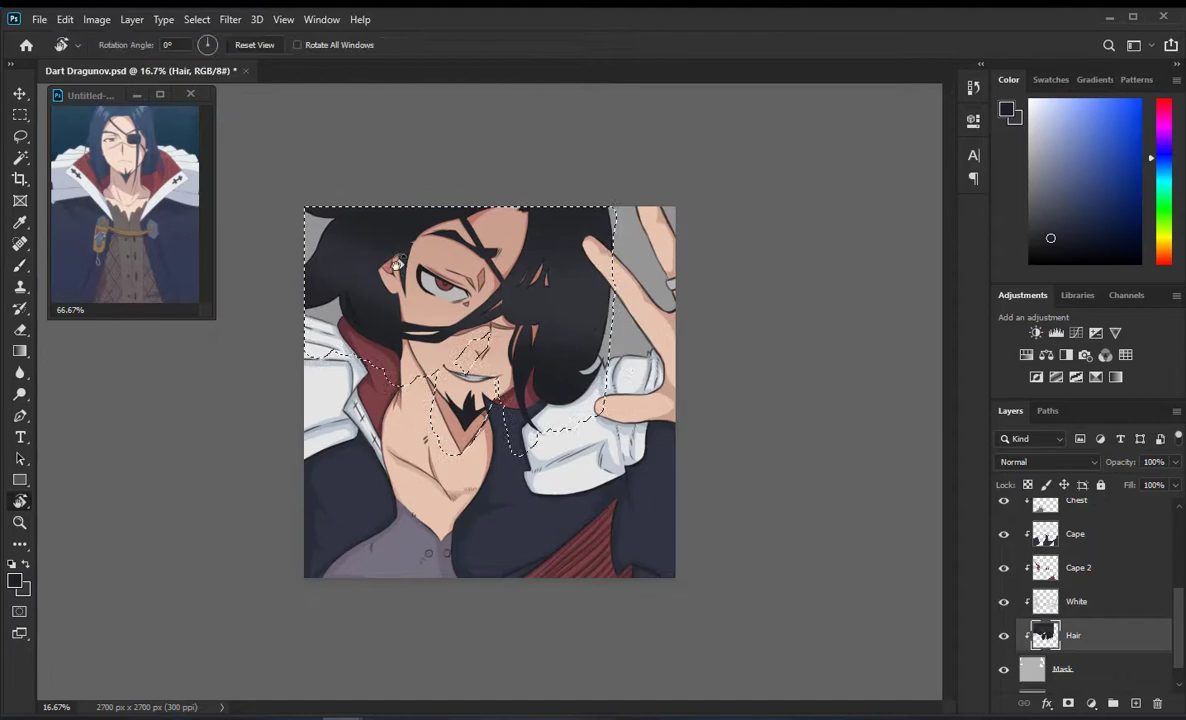 Ps File Edit Image Layer Type Select Filter 3D View Window Help
Rotation Angle: 0° Reset View Rotate All Windows
Dart Dragunov.psd @ 16.7% (Hair, RGB/8#) * ×
Ps Untitled-...
66.67%
Color Swatches Gradients Patterns
Adjustments Libraries Channels
Add an adjustment
Layers Paths
Kind
Normal Opacity: 100%
Lock: Fill: 100%
Chest
Cape
Cape 2
White
Hair
Mask
16.67% 2700 px x 2700 px (300 ppi)